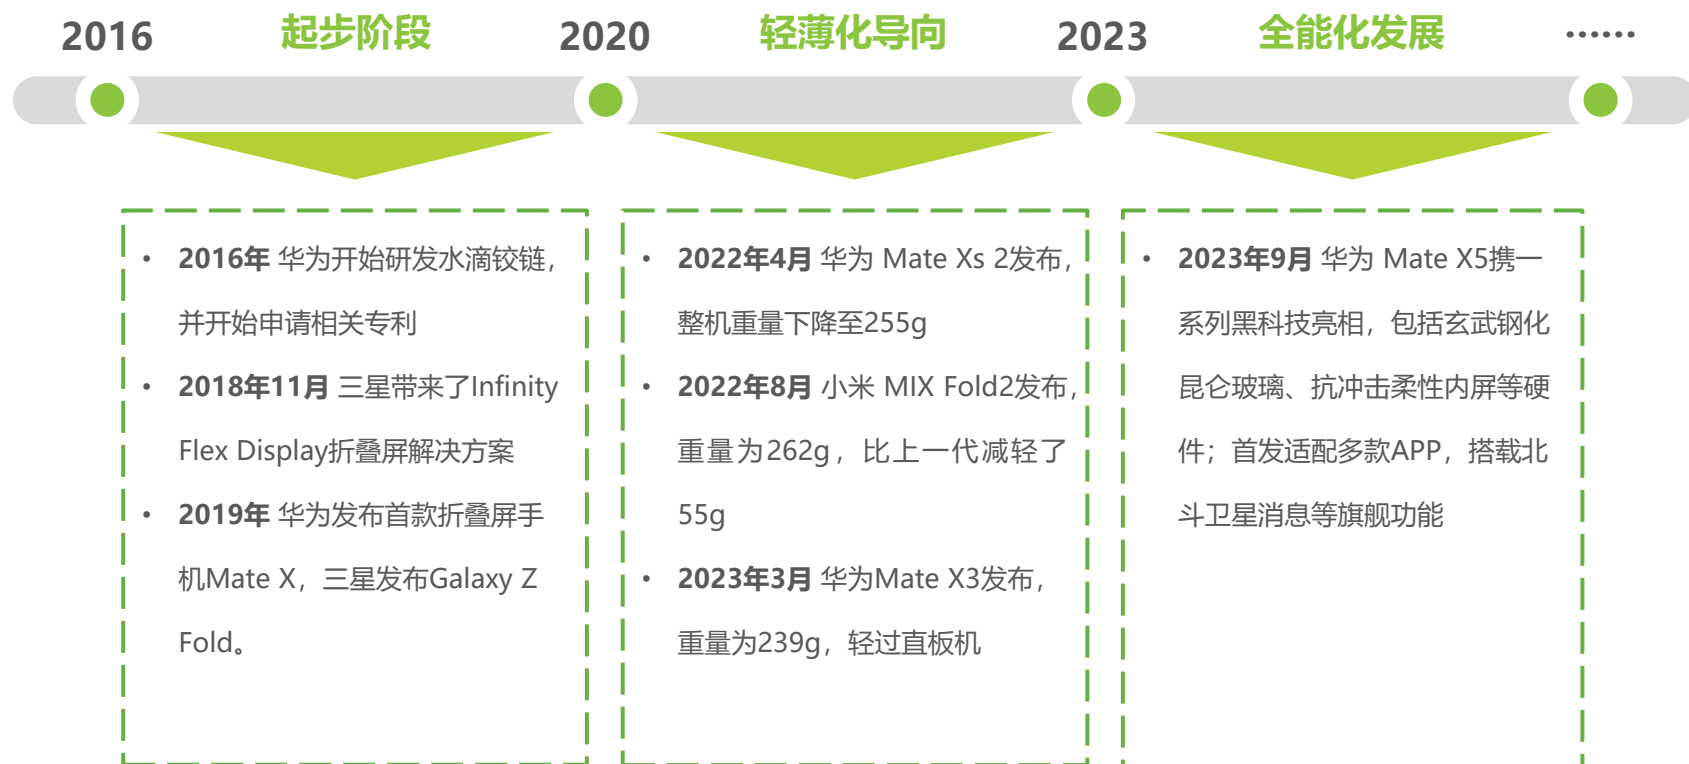 2016
起步阶段
2020
轻薄化导向
2023
全能化发展
……
• 2016年 华为开始研发水滴铰链，
并开始申请相关专利
• 2018年11月 三星带来了Infinity
Flex Display折叠屏解决方案
• 2019年 华为发布首款折叠屏手
机Mate X，三星发布Galaxy Z
Fold。
• 2022年4月 华为 Mate Xs 2发布，
整机重量下降至255g
• 2022年8月 小米 MIX Fold2发布，
重量为262g，比上一代减轻了
55g
• 2023年3月 华为Mate X3发布，
重量为239g，轻过直板机
• 2023年9月 华为 Mate X5携一
系列黑科技亮相，包括玄武钢化
昆仑玻璃、抗冲击柔性内屏等硬
件；首发适配多款APP，搭载北
斗卫星消息等旗舰功能